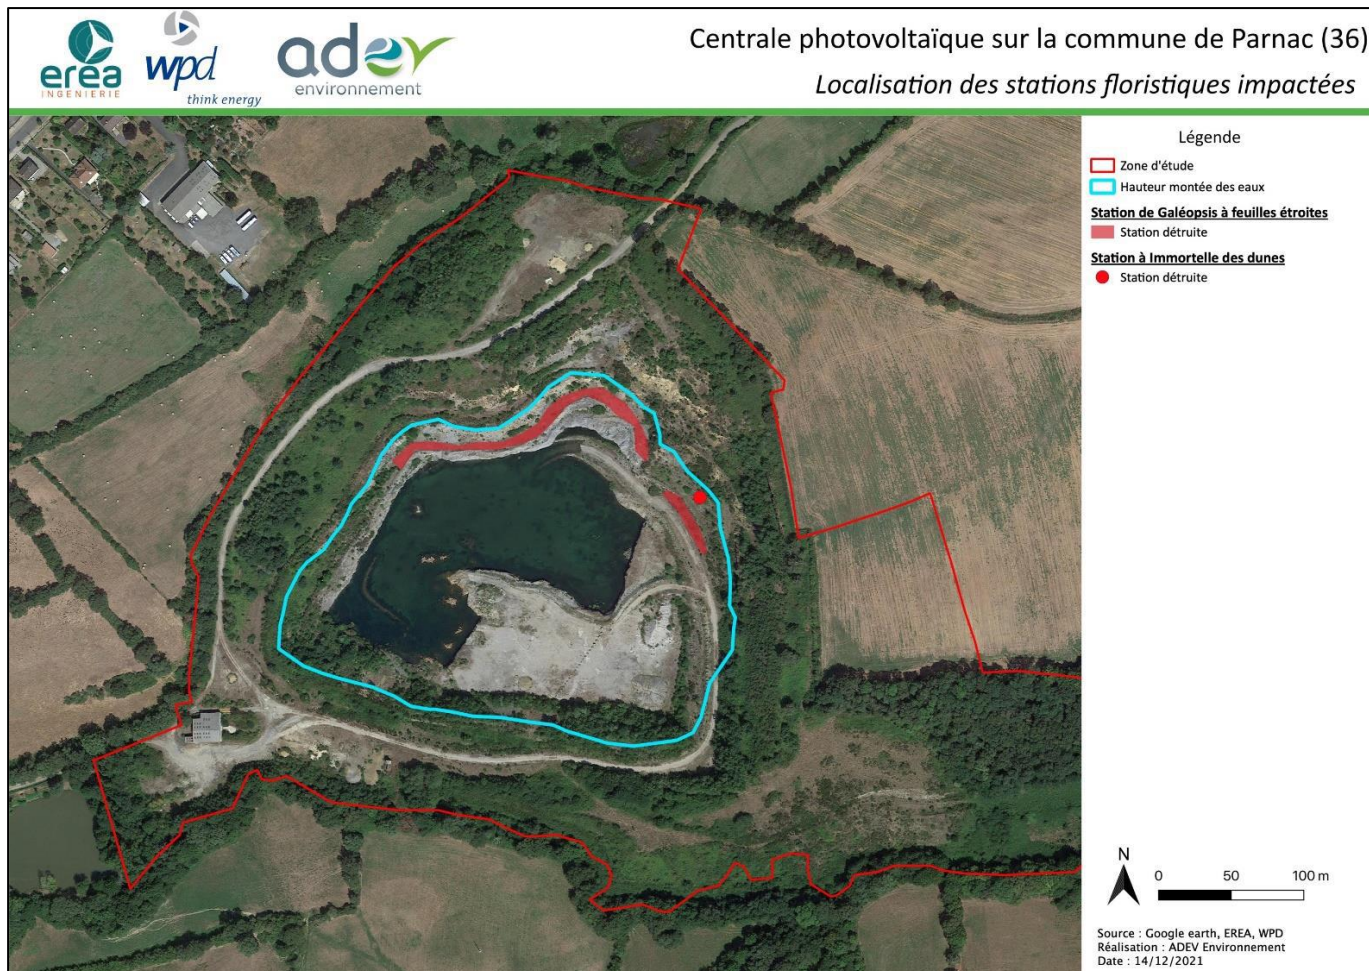 erea
INGENIERIE
wpd
think energy
adev
environnement
Centrale photovoltaïque sur la commune de Parnac (36)
Localisation des stations floristiques impactées
Légende
Zone d'étude
Hauteur montée des eaux
Station de Galéopsis à feuilles étroites
Station détruite
Station à Immortelle des dunes
Station détruite
N
0 50 100 m
Source : Google earth, EREA, WPD
Réalisation : ADEV Environnement
Date : 14/12/2021